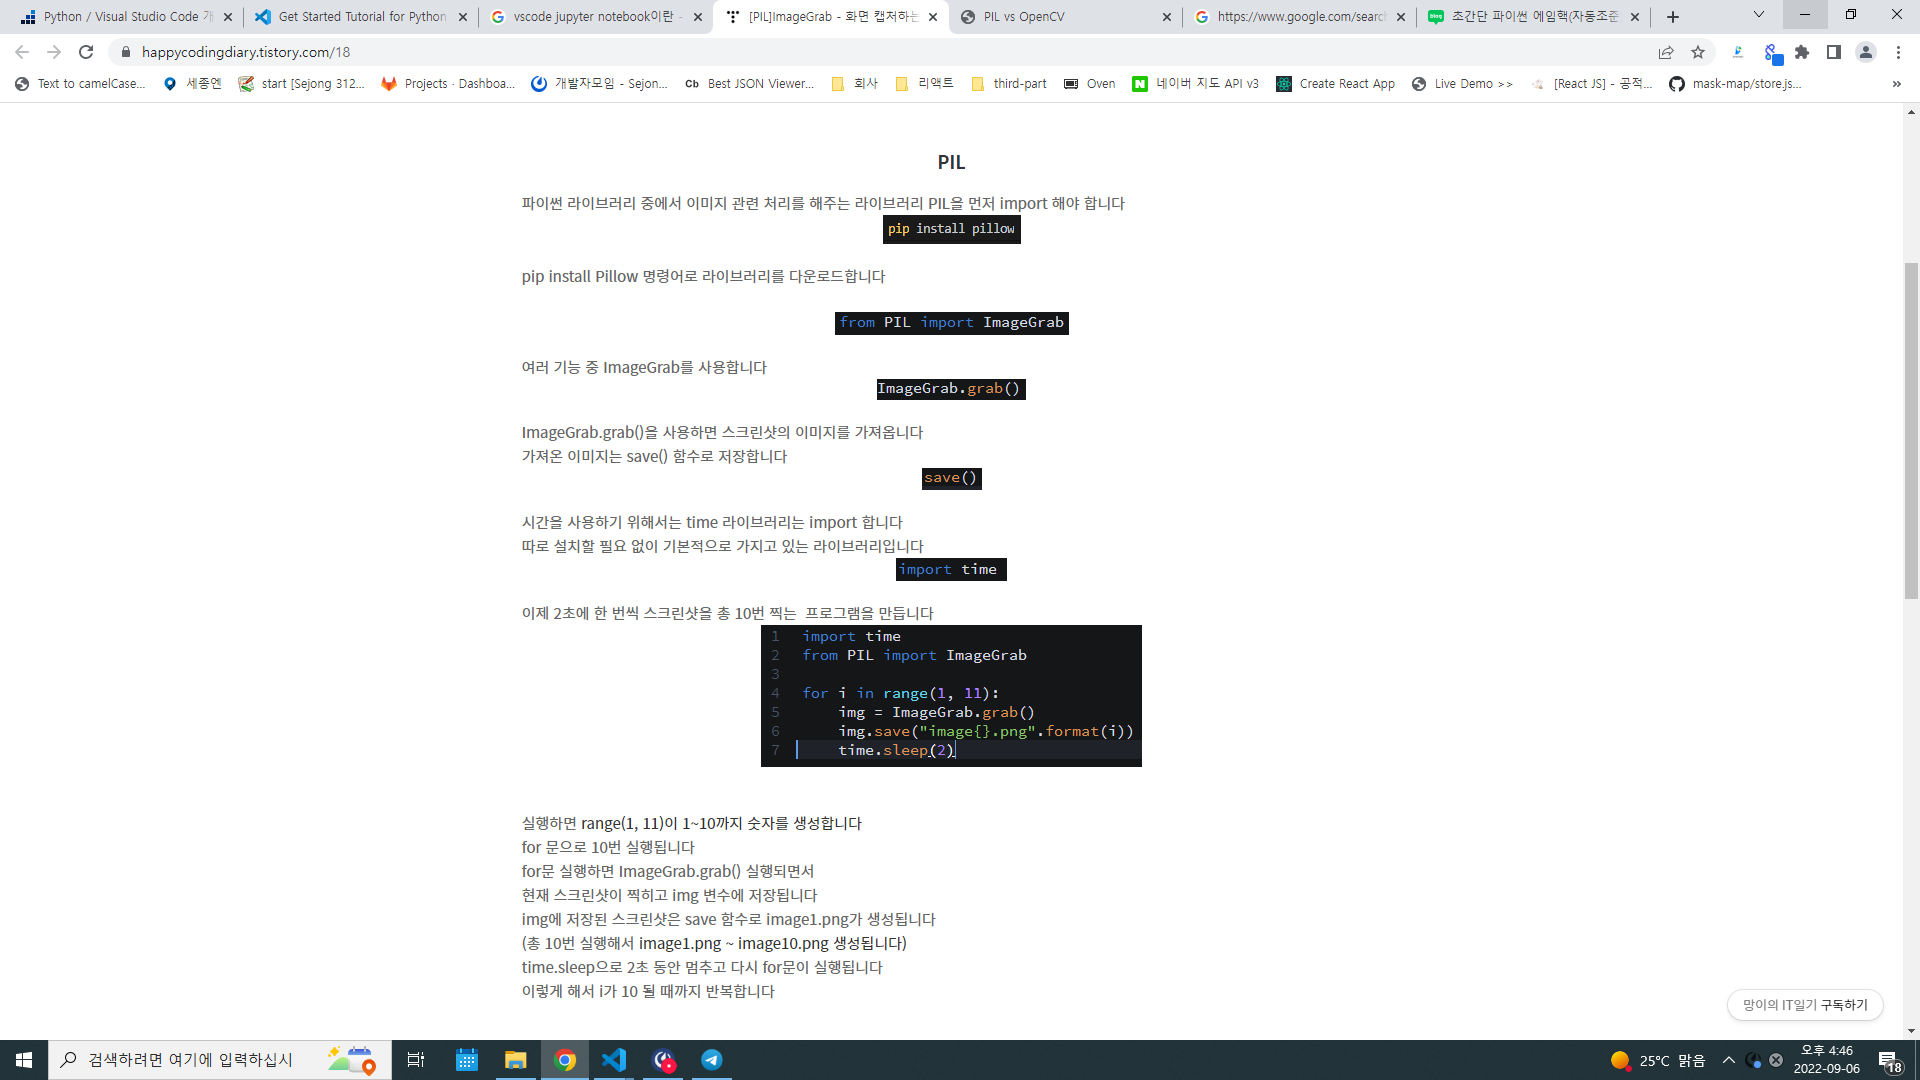 Python / Visual Studio Code 개
Get Started Tutorial for Python
vscode jupyter notebook이란 -
[PIL]ImageGrab - 화면 캡처하는
PIL vs OpenCV
https://www.google.com/searc
초간단 파이썬 에임핵(자동조준
happycodingdiary.tistory.com/18
Text to camelCase...
세종엔
start [Sejong 312...
Projects · Dashboa...
개발자모임 - Sejon...
Cb
Best JSON Viewer...
회사
리액트
third-part
Oven
네이버 지도 API v3
Create React App
Live Demo >>
[React JS] - 공적...
mask-map/store.js...
»
PIL
파이썬 라이브러리 중에서 이미지 관련 처리를 해주는 라이브러리 PIL을 먼저 import 해야 합니다
pip install pillow
pip install Pillow 명령어로 라이브러리를 다운로드합니다
from PIL import ImageGrab
여러 기능 중 ImageGrab를 사용합니다
ImageGrab.grab()
ImageGrab.grab()을 사용하면 스크린샷의 이미지를 가져옵니다
가져온 이미지는 save() 함수로 저장합니다
save()
시간을 사용하기 위해서는 time 라이브러리는 import 합니다
따로 설치할 필요 없이 기본적으로 가지고 있는 라이브러리입니다
import time
이제 2초에 한 번씩 스크린샷을 총 10번 찍는  프로그램을 만듭니다
1 import time
2 from PIL import ImageGrab
3
4 for i in range(1, 11):
5     img = ImageGrab.grab()
6     img.save("image{}.png".format(i))
7     time.sleep(2)
실행하면 range(1, 11)이 1~10까지 숫자를 생성합니다
for 문으로 10번 실행됩니다
for문 실행하면 ImageGrab.grab() 실행되면서
현재 스크린샷이 찍히고 img 변수에 저장됩니다
img에 저장된 스크린샷은 save 함수로 image1.png가 생성됩니다
(총 10번 실행해서 image1.png ~ image10.png 생성됩니다)
time.sleep으로 2초 동안 멈추고 다시 for문이 실행됩니다
이렇게 해서 i가 10 될 때까지 반복합니다
망이의 IT일기 구독하기
검색하려면 여기에 입력하십시
25°C 맑음
오후 4:46
2022-09-06
18